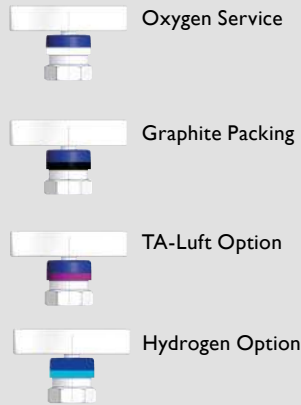 Oxygen Service
Graphite Packing
TA-Luft Option
Hydrogen Option